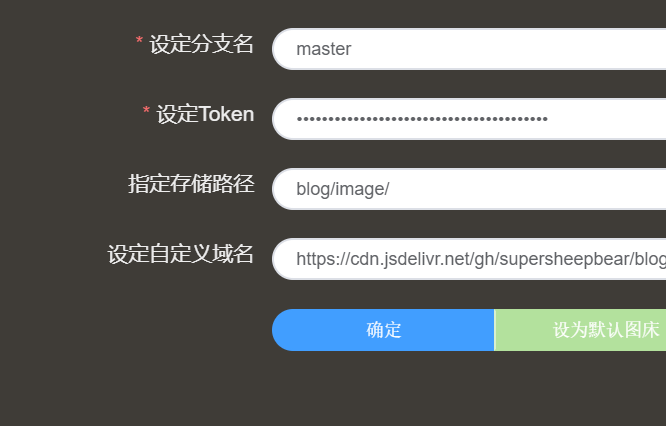 * 设定分支名 master
* 设定Token ••••••••••••••••••••••••••••••••••••••••
指定存储路径 blog/image/
设定自定义域名 https://cdn.jsdelivr.net/gh/supersheepbear/blog
确定 设为默认图床